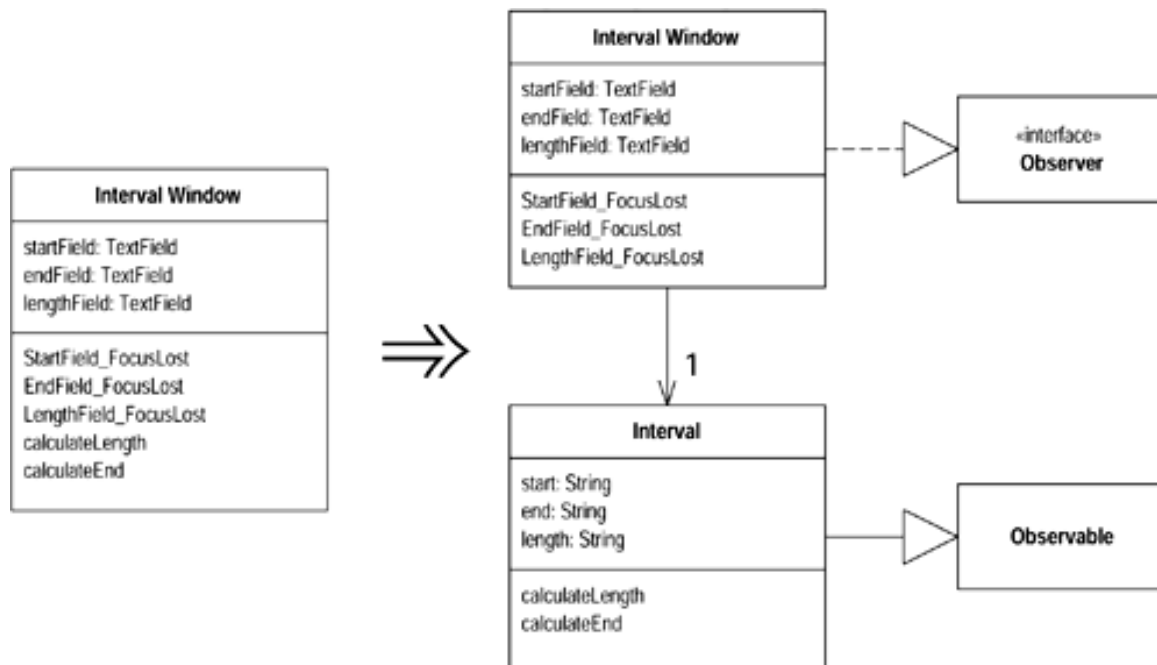 Interval Window
startField: TextField
endField: TextField
lengthField: TextField
StartField_FocusLost
EndField_FocusLost
LengthField_FocusLost
calculateLength
calculateEnd
Interval Window
startField: TextField
endField: TextField
lengthField: TextField
StartField_FocusLost
EndField_FocusLost
LengthField_FocusLost
«interface»
Observer
1
Interval
start: String
end: String
length: String
calculateLength
calculateEnd
Observable